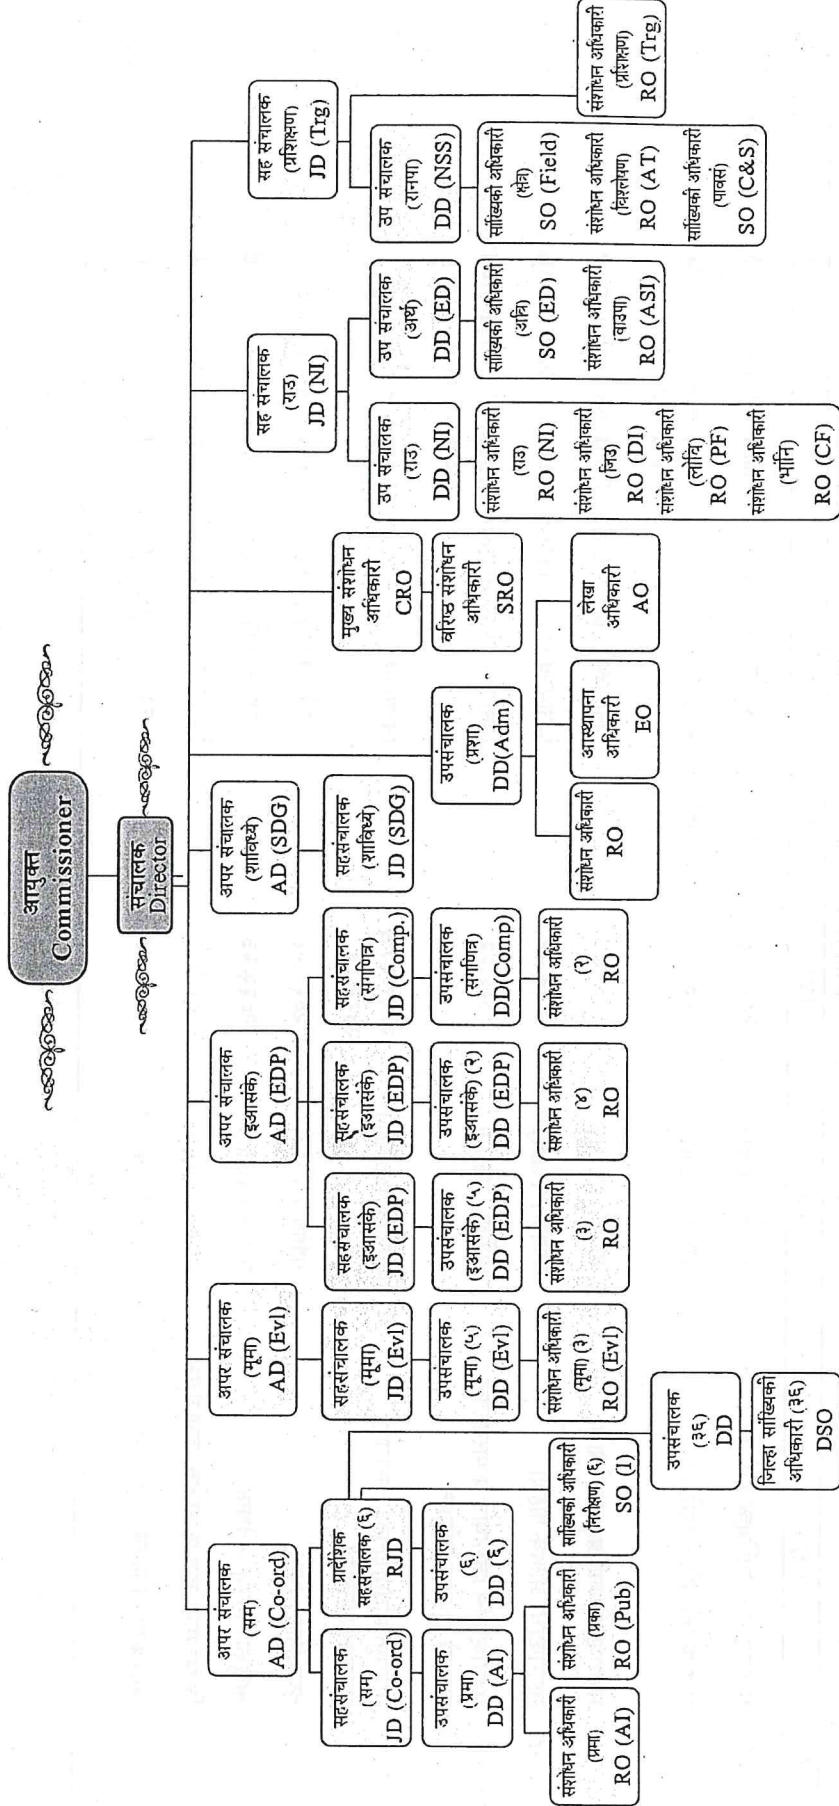 आयुक्त
Commissioner
संचालक
Director
अपर संचालक
(सम)
AD (Co-ord)
अपर संचालक
(मूमा)
AD (Evl)
अपर संचालक
(इआसंके)
AD (EDP)
अपर संचालक
(शाविध्ये)
AD (SDG)
सह संचालक
(राउ)
JD (NI)
सह संचालक
(प्रशिक्षण)
JD (Trg)
सहसंचालक
(सम)
JD (Co-ord)
प्रादेशिक
सहसंचालक (६)
RJD
सहसंचालक
(मूमा)
JD (Evl)
सहसंचालक
(इआसंके)
JD (EDP)
सहसंचालक
(इआसंके)
JD (EDP)
सहसंचालक
(संगणित्र)
JD (Comp.)
सहसंचालक
(शाविध्ये)
JD (SDG)
मुख्य संशोधन
अधिकारी
CRO
उप संचालक
(राउ)
DD (NI)
उप संचालक
(अर्थ)
DD (ED)
उप संचालक
(रानपा)
DD (NSS)
उपसंचालक
(प्रमा)
DD (AI)
उपसंचालक
(६)
DD (६)
उपसंचालक
(मूमा) (५)
DD (Evl)
उपसंचालक
(इआसंके) (५)
DD (EDP)
उपसंचालक
(इआसंके) (२)
DD (EDP)
उपसंचालक
(संगणित्र)
DD(Comp)
उपसंचालक
(प्रशा)
DD(Adm)
वरिष्ठ संशोधन
अधिकारी
SRO
संशोधन अधिकारी
(राउ)
RO (NI)
संशोधन अधिकारी
(जिउ)
RO (DI)
संशोधन अधिकारी
(लोवि)
RO (PF)
संशोधन अधिकारी
(भांनि)
RO (CF)
सांख्यिकी अधिकारी
(अवि)
SO (ED)
संशोधन अधिकारी
(वाउपा)
RO (ASI)
सांख्यिकी अधिकारी
(क्षेत्र)
SO (Field)
संशोधन अधिकारी
(विश्लेषण)
RO (AT)
सांख्यिकी अधिकारी
(पावसं)
SO (C&S)
संशोधन अधिकारी
(प्रशिक्षण)
RO (Trg)
संशोधन अधिकारी
(प्रमा)
RO (AI)
संशोधन अधिकारी
(प्रका)
RO (Pub)
सांख्यिकी अधिकारी
(निरीक्षण) (६)
SO (I)
संशोधन अधिकारी
(मूमा) (३)
RO (Evl)
संशोधन अधिकारी
(३)
RO
संशोधन अधिकारी
(४)
RO
संशोधन अधिकारी
RO
संशोधन अधिकारी
RO
आस्थापना
अधिकारी
EO
लेखा
अधिकारी
AO
उपसंचालक
(३६)
DD
जिल्हा सांख्यिकी
अधिकारी (३६)
DSO